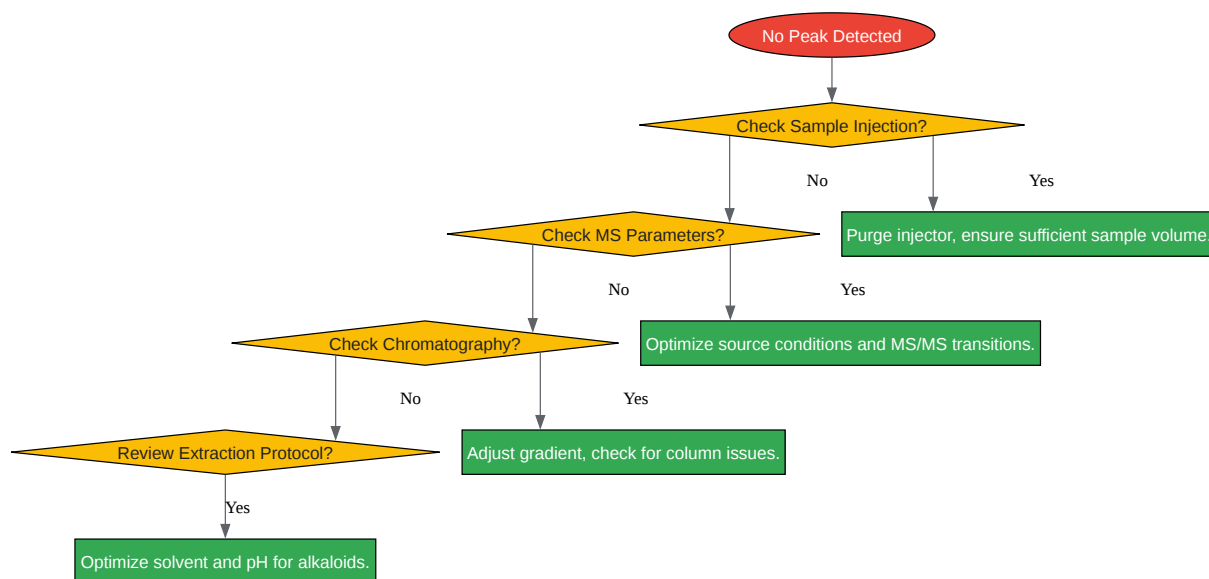 No Peak Detected
Check Sample Injection?
No
Yes
Check MS Parameters?
Purge injector, ensure sufficient sample volume.
No
Yes
Check Chromatography?
Optimize source conditions and MS/MS transitions.
No
Yes
Review Extraction Protocol?
Adjust gradient, check for column issues.
Yes
Optimize solvent and pH for alkaloids.